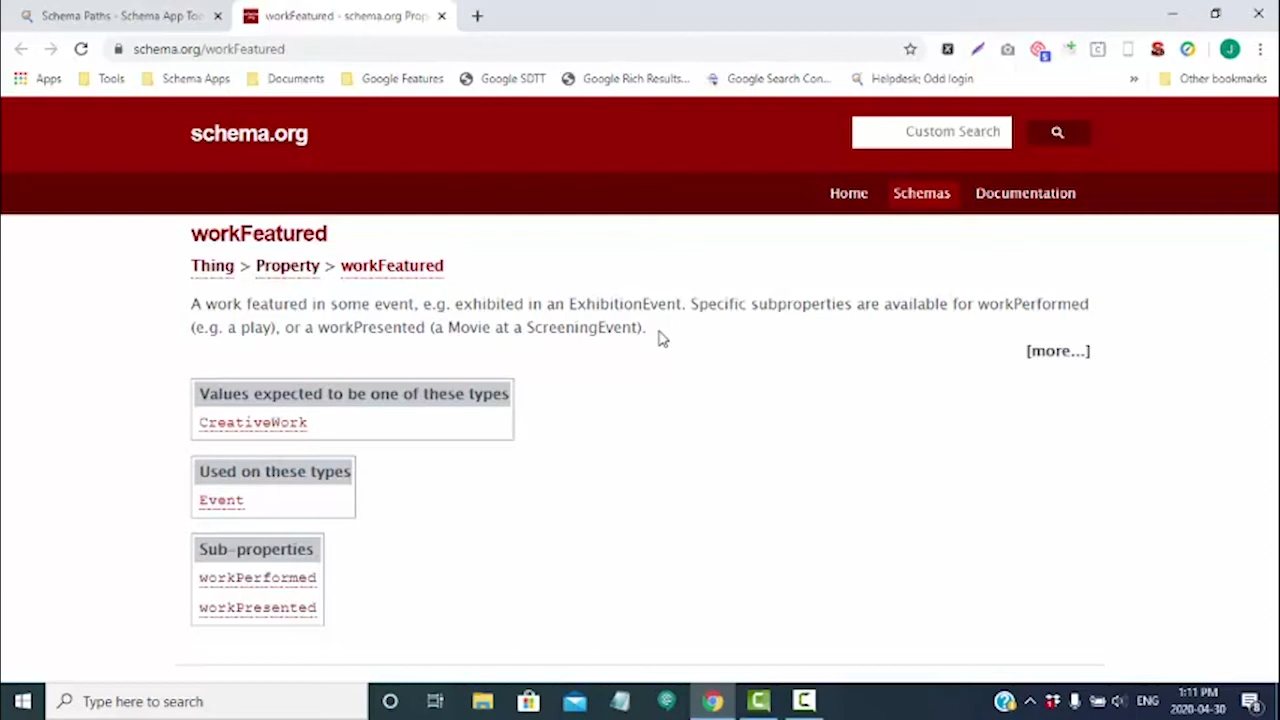 Schema Paths - Schema App Too
workFeatured - schema.org Prop
schema.org/workFeatured
Apps
Tools
Schema Apps
Documents
Google Features
Google SDTT
Google Rich Results...
Google Search Con...
Helpdesk; Odd login
»
Other bookmarks
schema.org
Custom Search
Home
Schemas
Documentation
workFeatured
Thing > Property > workFeatured
A work featured in some event, e.g. exhibited in an ExhibitionEvent. Specific subproperties are available for workPerformed
(e.g. a play), or a workPresented (a Movie at a ScreeningEvent).
[more...]
Values expected to be one of these types
CreativeWork
Used on these types
Event
Sub-properties
workPerformed
workPresented
Type here to search
ENG
1:11 PM
2020-04-30